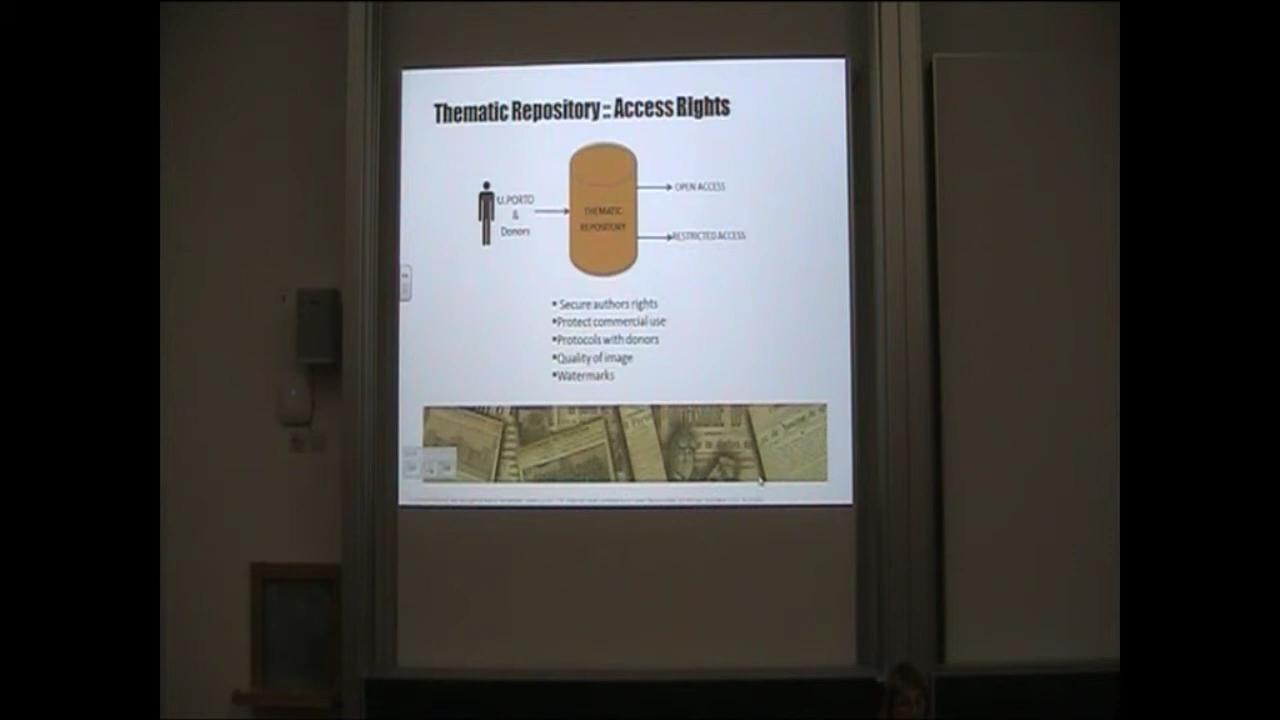 Thematic Repository :: Access Rights
U.PORTO
&
Donors
THEMATIC
REPOSITORY
OPEN ACCESS
RESTRICTED ACCESS
▪ Secure authors rights
▪Protect commercial use
▪Protocols with donors
▪Quality of image
▪Watermarks